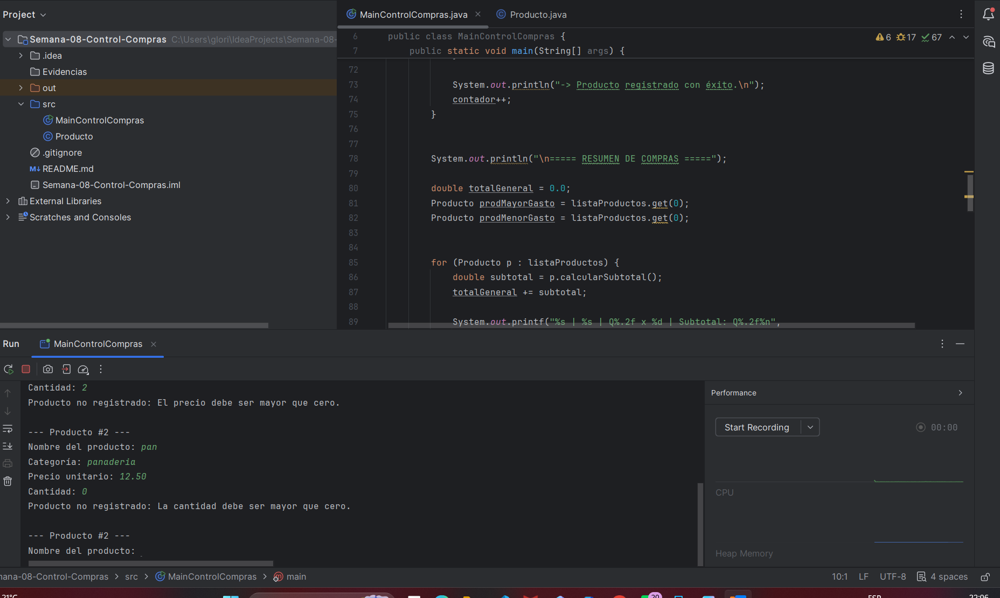 Project
Semana-08-Control-Compras C:\Users\glori\IdeaProjects\Semana-08-
.idea
Evidencias
out
src
MainControlCompras
Producto
.gitignore
M↓ README.md
Semana-08-Control-Compras.iml
External Libraries
Scratches and Consoles
MainControlCompras.java
Producto.java
6 17 67
6 public class MainControlCompras {
7 public static void main(String[] args) {
72
73 System.out.println("-> Producto registrado con éxito.\n");
74 contador++;
75 }
76
77
78 System.out.println("\n===== RESUMEN DE COMPRAS =====");
79
80 double totalGeneral = 0.0;
81 Producto prodMayorGasto = listaProductos.get(0);
82 Producto prodMenorGasto = listaProductos.get(0);
83
84
85 for (Producto p : listaProductos) {
86 double subtotal = p.calcularSubtotal();
87 totalGeneral += subtotal;
88
89 System.out.printf("%s | %s | Q%.2f x %d | Subtotal: Q%.2f%n",
Run MainControlCompras
Cantidad: 2
Producto no registrado: El precio debe ser mayor que cero.
--- Producto #2 ---
Nombre del producto: pan
Categoría: panaderia
Precio unitario: 12.50
Cantidad: 0
Producto no registrado: La cantidad debe ser mayor que cero.
--- Producto #2 ---
Nombre del producto:
Performance
Start Recording
00:00
CPU
Heap Memory
mana-08-Control-Compras > src > MainControlCompras > main
10:1 LF UTF-8 4 spaces
21°C
20
ESP
22:06